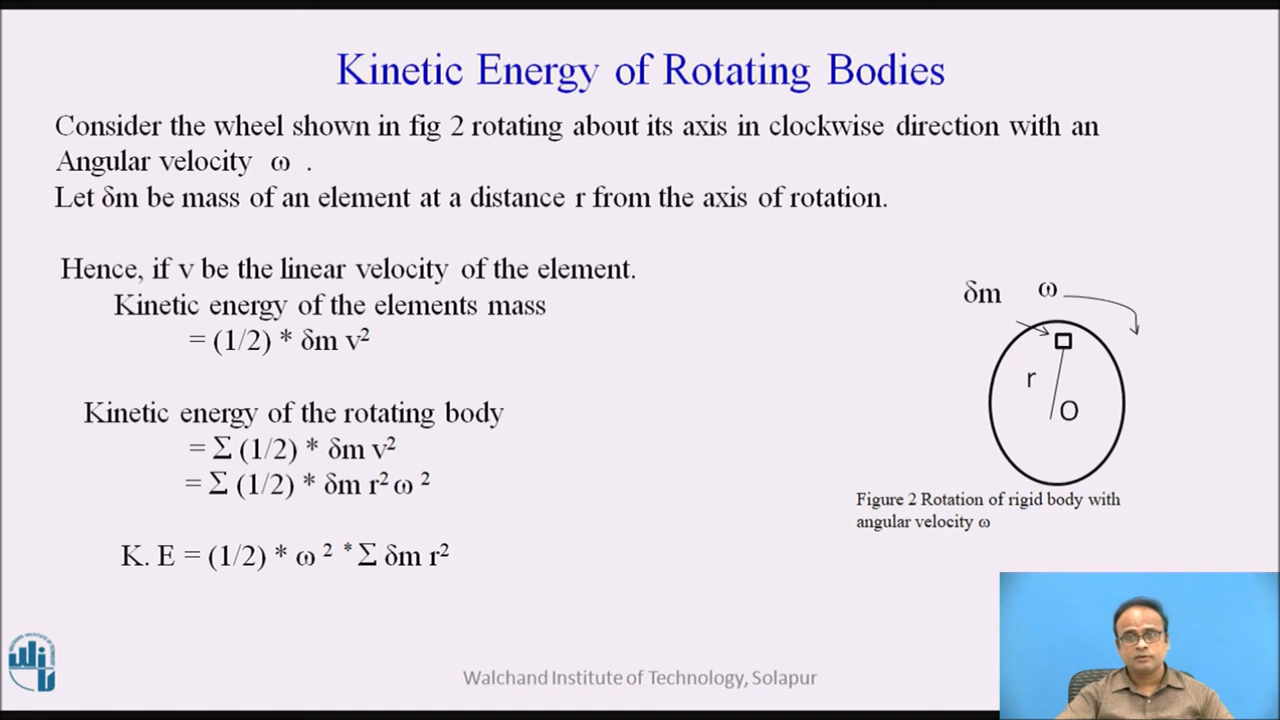 Kinetic Energy of Rotating Bodies
Consider the wheel shown in fig 2 rotating about its axis in clockwise direction with an
Angular velocity ω .
Let δm be mass of an element at a distance r from the axis of rotation.
Hence, if v be the linear velocity of the element.
Kinetic energy of the elements mass
= (1/2) * δm v²
Kinetic energy of the rotating body
= Σ (1/2) * δm v²
= Σ (1/2) * δm r² ω ²
K. E = (1/2) * ω ² * Σ δm r²
δm ω
r
O
Figure 2 Rotation of rigid body with
angular velocity ω
Walchand Institute of Technology, Solapur